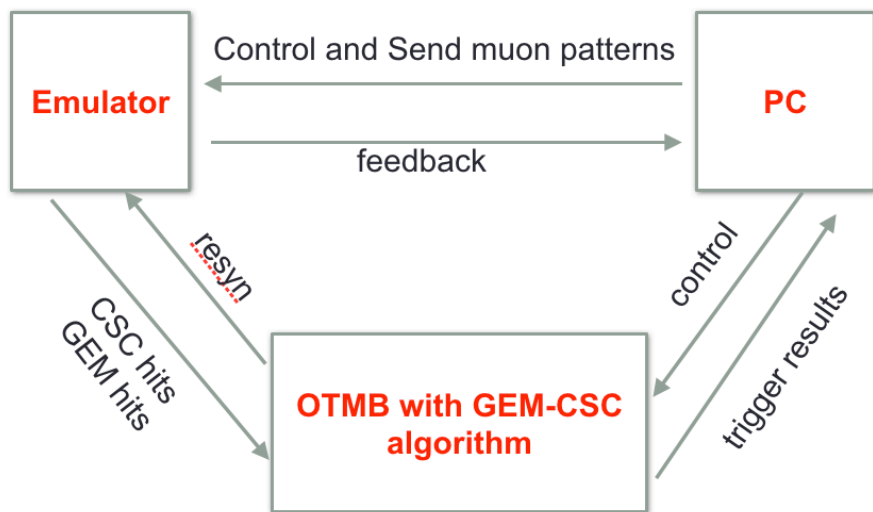 Control and Send muon patterns
Emulator
PC
feedback
resyn
control
CSC hits
GEM hits
trigger results
OTMB with GEM-CSC
algorithm